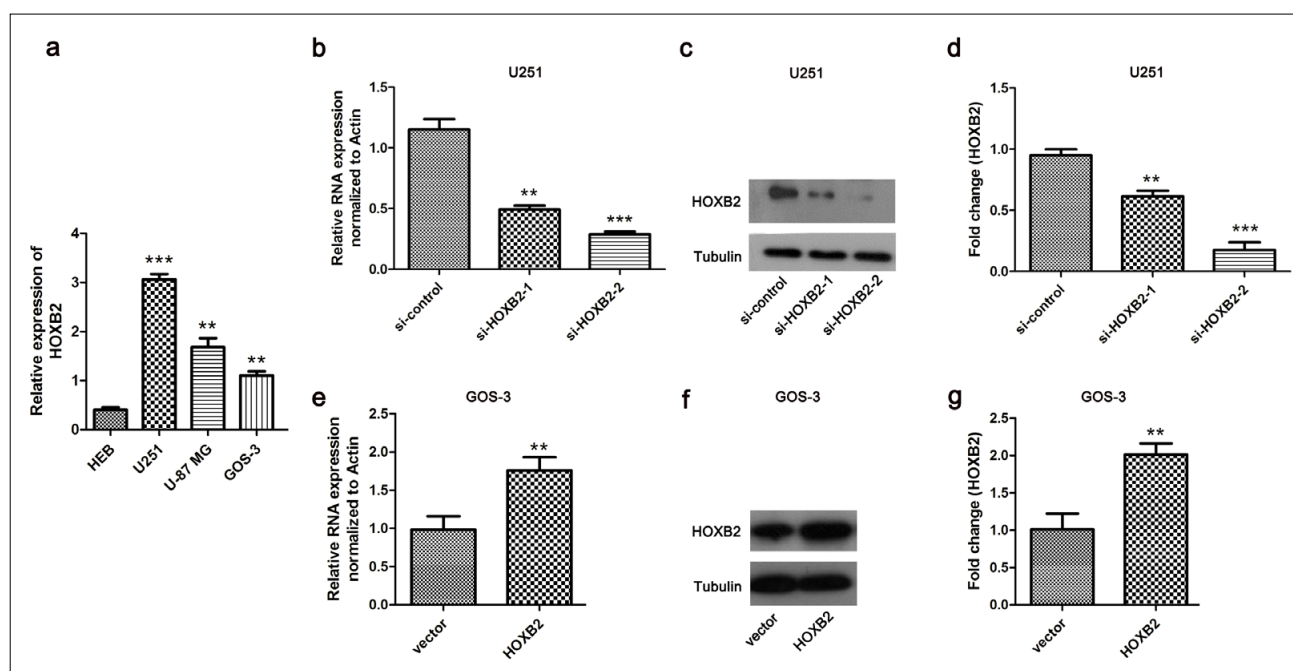 a
Relative expression of
HOXB2
4
3
2
1
0
***
**
**
HEB
U251
U-87 MG
GOS-3
b
U251
Relative RNA expression
normalized to Actin
1.5
1.0
0.5
0.0
**
***
si-control
si-HOXB2-1
si-HOXB2-2
c
U251
HOXB2
Tubulin
si-control
si-HOXB2-1
si-HOXB2-2
d
U251
Fold change (HOXB2)
1.5
1.0
0.5
0.0
**
***
si-control
si-HOXB2-1
si-HOXB2-2
e
GOS-3
Relative RNA expression
normalized to Actin
2.5
2.0
1.5
1.0
0.5
0.0
**
vector
HOXB2
f
GOS-3
HOXB2
Tubulin
vector
HOXB2
g
GOS-3
Fold change (HOXB2)
2.5
2.0
1.5
1.0
0.5
0.0
**
vector
HOXB2